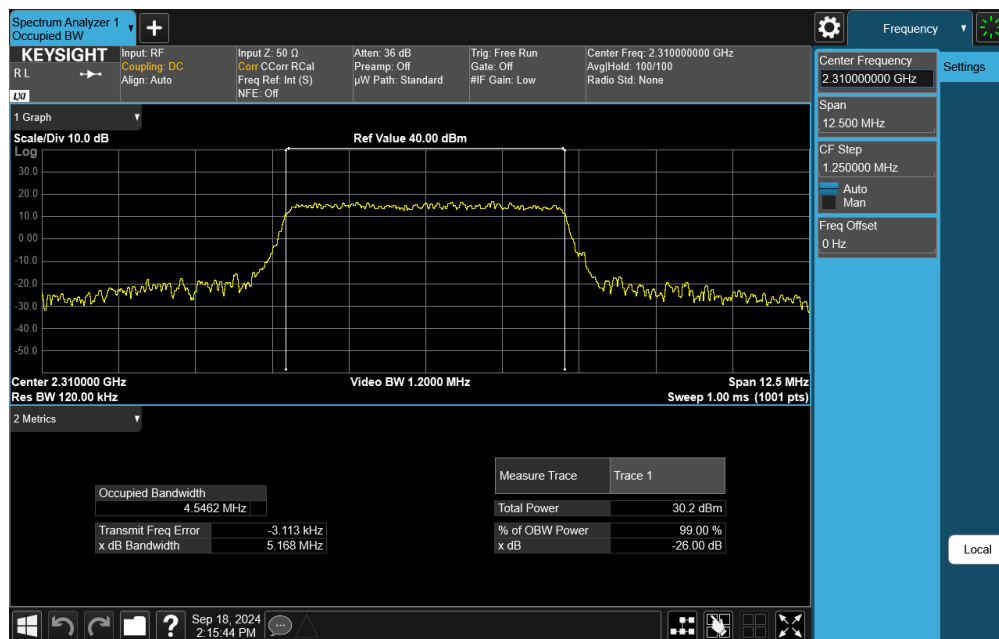 Spectrum Analyzer 1
Occupied BW
Frequency
KEYSIGHT
R L
LXI
Input: RF
Coupling: DC
Align: Auto
Input Z: 50 Ω
Corr CCorr RCal
Freq Ref: Int (S)
NFE: Off
Atten: 36 dB
Preamp: Off
µW Path: Standard
Trig: Free Run
Gate: Off
#IF Gain: Low
Center Freq: 2.310000000 GHz
Avg|Hold: 100/100
Radio Std: None
Center Frequency
2.310000000 GHz
Settings
Span
12.500 MHz
CF Step
1.250000 MHz
Auto
Man
Freq Offset
0 Hz
Local
1 Graph
Scale/Div 10.0 dB
Ref Value 40.00 dBm
Log
30.0
20.0
10.0
0.00
-10.0
-20.0
-30.0
-40.0
-50.0
Center 2.310000 GHz
Video BW 1.2000 MHz
Span 12.5 MHz
Res BW 120.00 kHz
Sweep 1.00 ms (1001 pts)
2 Metrics
Measure Trace Trace 1
Occupied Bandwidth
4.5462 MHz
Total Power 30.2 dBm
Transmit Freq Error -3.113 kHz
% of OBW Power 99.00 %
x dB Bandwidth 5.168 MHz
x dB -26.00 dB
?
Sep 18, 2024
2:15:44 PM